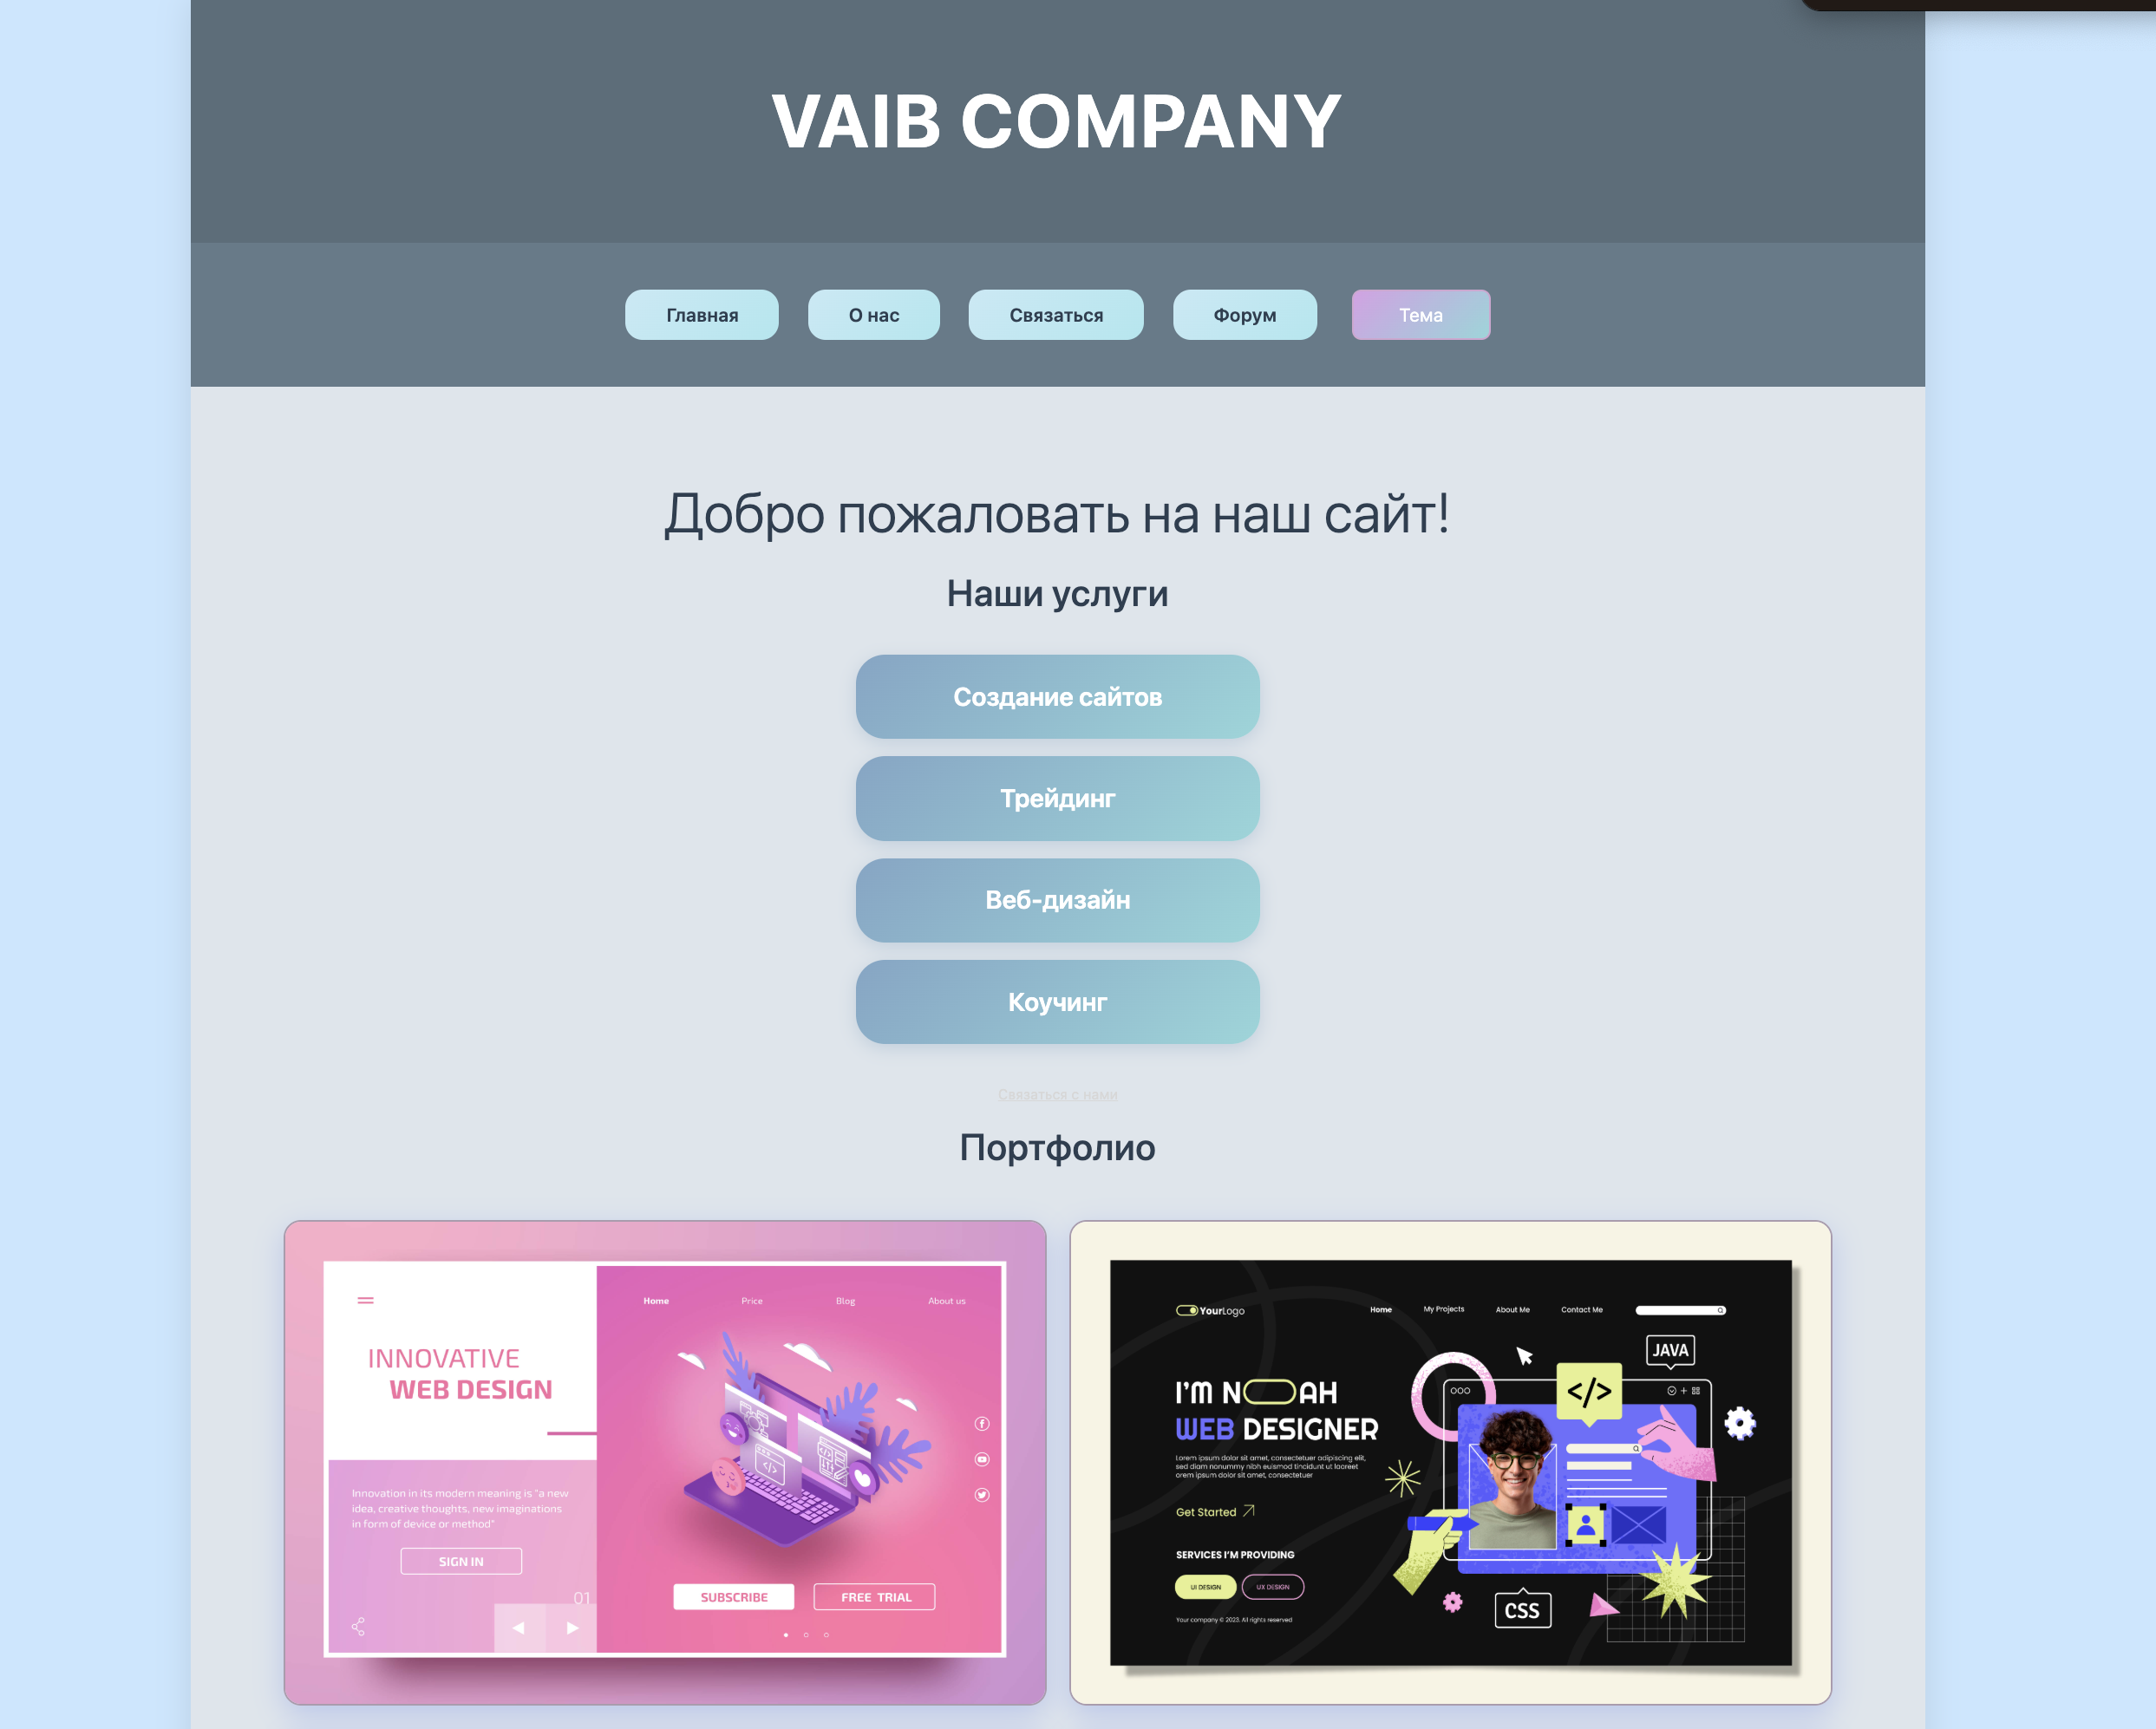 VAIB COMPANY
Главная О нас Связаться Форум Тема
Добро пожаловать на наш сайт!
Наши услуги
Создание сайтов
Трейдинг
Веб-дизайн
Коучинг
Связаться с нами
Портфолио
Home Price Blog About us
INNOVATIVE
WEB DESIGN
Innovation in its modern meaning is "a new
idea, creative thoughts, new imaginations
in form of device or method"
SIGN IN
01
SUBSCRIBE FREE TRIAL
YourLogo Home My Projects About Me Contact Me
JAVA
</>
I'M NOAH
WEB DESIGNER
Lorem ipsum dolor sit amet, consectetuer adipiscing elit,
sed diam nonummy nibh euismod tincidunt ut laoreet
orem ipsum dolor sit amet, consectetuer
Get Started
SERVICES I'M PROVIDING
UI DESIGN UX DESIGN
CSS
Your company © 2023. All rights reserved